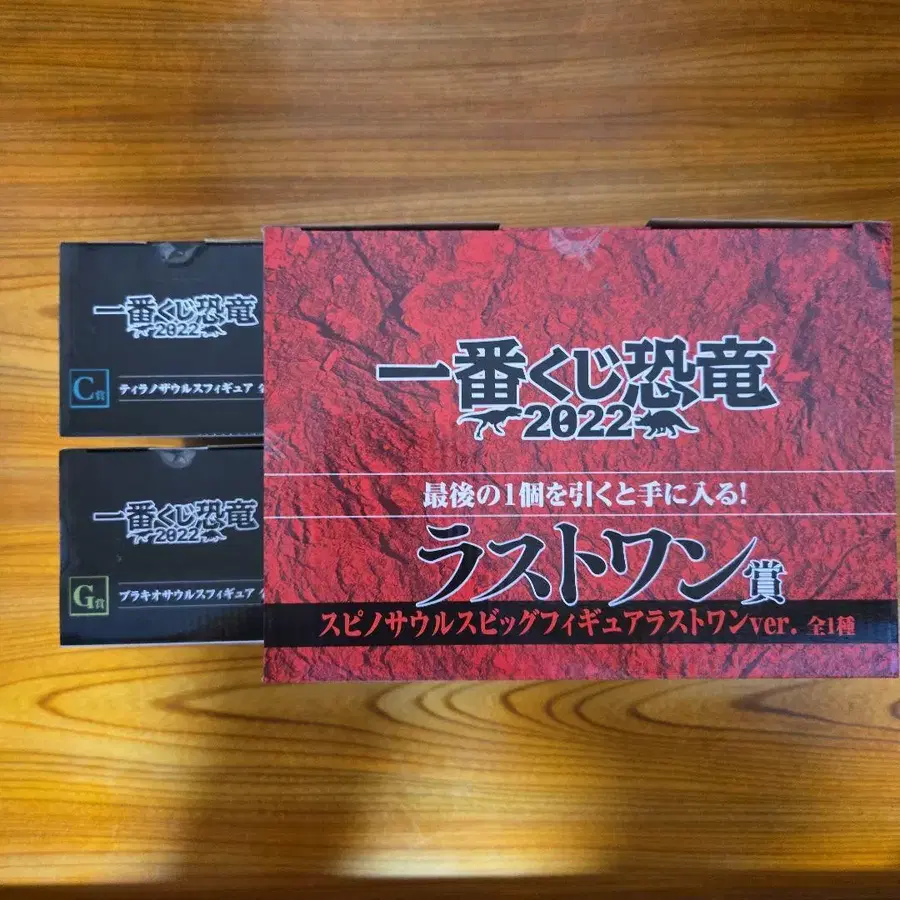 一番くじ恐竜
2022
C賞
ティラノサウルスフィギュア
一番くじ恐竜
2022
G賞
ブラキオサウルスフィギュア
一番くじ恐竜
2022
最後の1個を引くと手に入る!
ラストワン賞
スピノサウルスビッグフィギュアラストワンver. 全1種